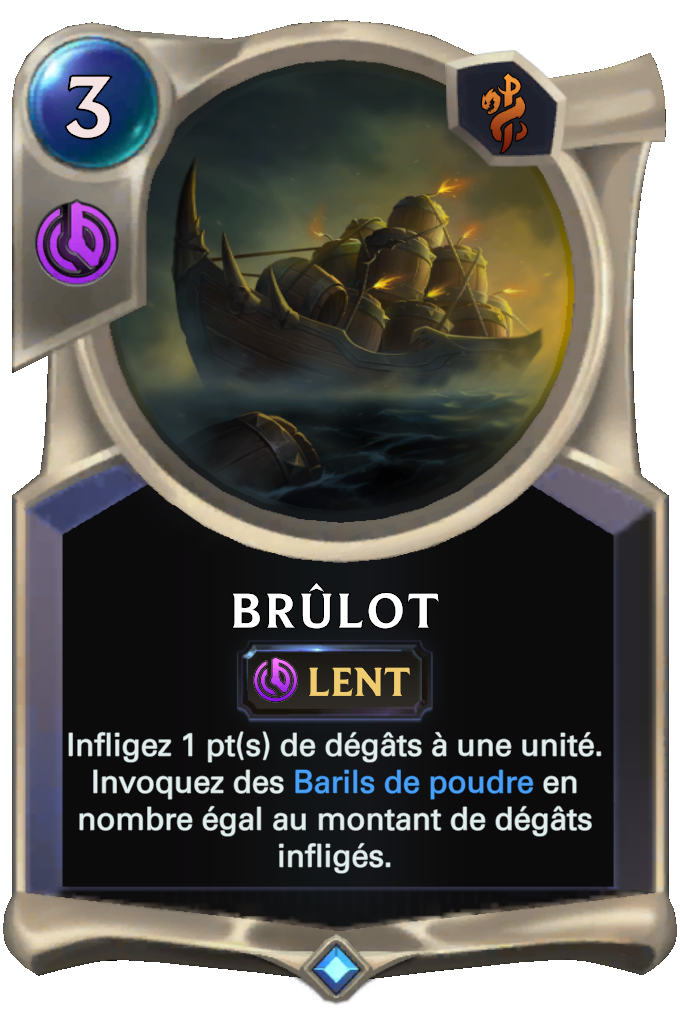 3
BRÛLOT
LENT
Infligez 1 pt(s) de dégâts à une unité.
Invoquez des Barils de poudre en
nombre égal au montant de dégâts
infligés.